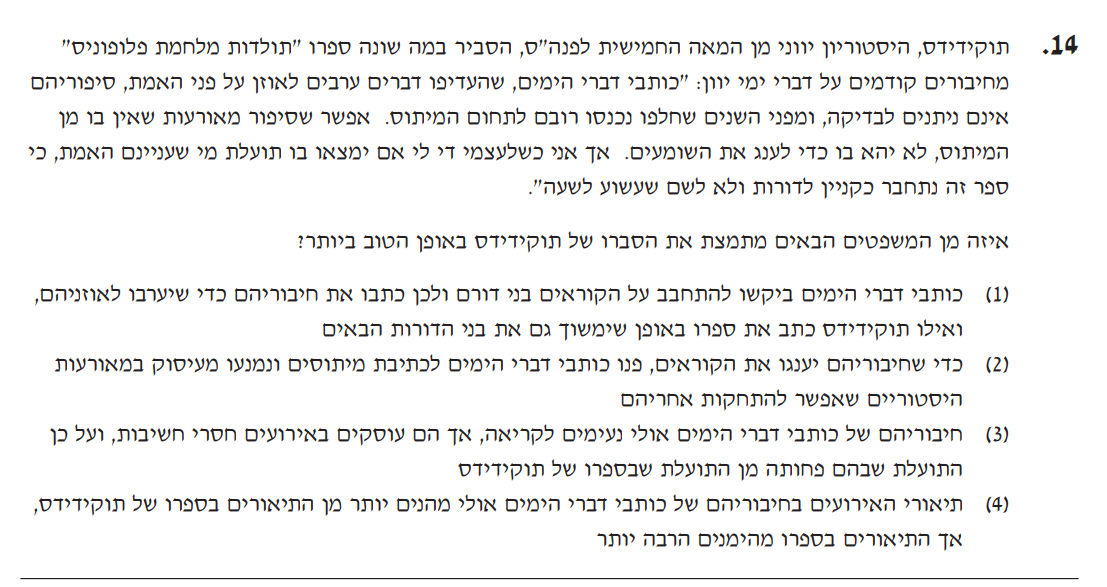 14. תוקידידס, היסטוריון יווני מן המאה החמישית לפנה"ס, הסביר במה שונה ספרו "תולדות מלחמת פלופוניס"
מחיבורים קודמים על דברי ימי יוון: "כותבי דברי הימים, שהעדיפו דברים ערבים לאוזן על פני האמת, סיפוריהם
אינם ניתנים לבדיקה, ומפני השנים שחלפו נכנסו רובם לתחום המיתוס. אפשר שסיפור מאורעות שאין בו מן
המיתוס, לא יהא בו כדי לענג את השומעים. אך אני כשלעצמי די לי אם ימצאו בו תועלת מי שעניינם האמת, כי
ספר זה נתחבר כקניין לדורות ולא לשם שעשוע לשעה".
איזה מן המשפטים הבאים מתמצת את הסברו של תוקידידס באופן הטוב ביותר?
(1) כותבי דברי הימים ביקשו להתחבב על הקוראים בני דורם ולכן כתבו את חיבוריהם כדי שיערבו לאוזניהם,
ואילו תוקידידס כתב את ספרו באופן שימשוך גם את בני הדורות הבאים
(2) כדי שחיבוריהם יענגו את הקוראים, פנו כותבי דברי הימים לכתיבת מיתוסים ונמנעו מעיסוק במאורעות
היסטוריים שאפשר להתחקות אחריהם
(3) חיבוריהם של כותבי דברי הימים אולי נעימים לקריאה, אך הם עוסקים באירועים חסרי חשיבות, ועל כן
התועלת שבהם פחותה מן התועלת שבספרו של תוקידידס
(4) תיאורי האירועים בחיבוריהם של כותבי דברי הימים אולי מהנים יותר מן התיאורים בספרו של תוקידידס,
אך התיאורים בספרו מהימנים הרבה יותר